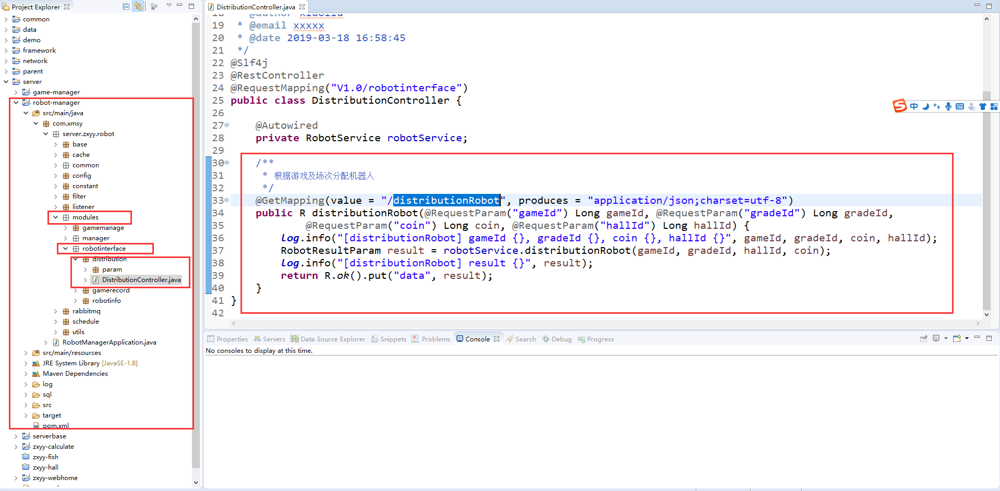 Project Explorer
common
data
demo
framework
network
parent
server
game-manager
robot-manager
src/main/java
com.xmsy
server.zxyy.robot
base
cache
common
config
constant
filter
listener
modules
gamemanage
manager
robotinterface
distribution
param
DistributionController.java
gamerecord
robotinfo
rabbitmq
schedule
utils
RobotManagerApplication.java
src/main/resources
JRE System Library [JavaSE-1.8]
Maven Dependencies
log
sql
src
target
pom.xml
serverbase
zxyy-calculate
zxyy-fish
zxyy-hall
zxyy-webhome
DistributionController.java
18 * @author xiaoliu
19 * @email xxxxx
20 * @date 2019-03-18 16:58:45
21 */
22 @Slf4j
23 @RestController
24 @RequestMapping("V1.0/robotinterface")
25 public class DistributionController {
26
27 @Autowired
28 private RobotService robotService;
29
30 /**
31 * 根据游戏及场次分配机器人
32 */
33 @GetMapping(value = "/distributionRobot", produces = "application/json;charset=utf-8")
34 public R distributionRobot(@RequestParam("gameId") Long gameId, @RequestParam("gradeId") Long gradeId,
35 @RequestParam("coin") Long coin, @RequestParam("hallId") Long hallId) {
36 log.info("[distributionRobot] gameId {}, gradeId {}, coin {}, hallId {}", gameId, gradeId, coin, hallId);
37 RobotResultParam result = robotService.distributionRobot(gameId, gradeId, hallId, coin);
38 log.info("[distributionRobot] result {}", result);
39 return R.ok().put("data", result);
40 }
41 }
42
S 中
Properties Servers Data Source Explorer Snippets Problems Console Search Debug Progress
No consoles to display at this time.